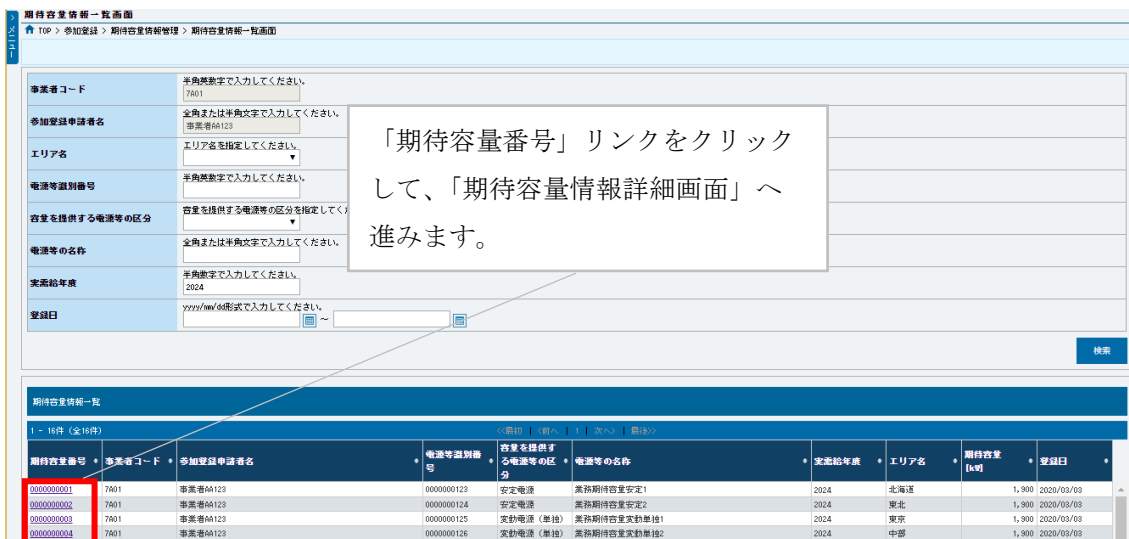 期待容量情報一覧画面
メニュー
TOP > 参加登録 > 期待容量情報管理 > 期待容量情報一覧画面
事業者コード
半角英数字で入力してください。
7A01
参加登録申請者名
全角または半角文字で入力してください。
事業者AA123
エリア名
エリア名を指定してください。
電源等識別番号
半角英数字で入力してください。
容量を提供する電源等の区分
容量を提供する電源等の区分を指定してく
電源等の名称
全角または半角文字で入力してください。
実需給年度
半角数字で入力してください。
2024
登録日
yyyy/mm/dd形式で入力してください。
~
「期待容量番号」リンクをクリック
して、「期待容量情報詳細画面」へ
進みます。
検索
期待容量情報一覧
1 - 16件 (全16件)
<<最初 | <前へ | 1 | 次へ> | 最後>>
期待容量番号 事業者コード 参加登録申請者名 電源等識別番号 容量を提供する電源等の区分 電源等の名称 実需給年度 エリア名 期待容量[kW] 登録日
0000000001 7A01 事業者AA123 0000000123 安定電源 業務期待容量安定1 2024 北海道 1,900 2020/03/03
0000000002 7A01 事業者AA123 0000000124 安定電源 業務期待容量安定2 2024 東北 1,900 2020/03/03
0000000003 7A01 事業者AA123 0000000125 変動電源（単独） 業務期待容量変動単独1 2024 東京 1,900 2020/03/03
0000000004 7A01 事業者AA123 0000000126 変動電源（単独） 業務期待容量変動単独2 2024 中部 1,900 2020/03/03